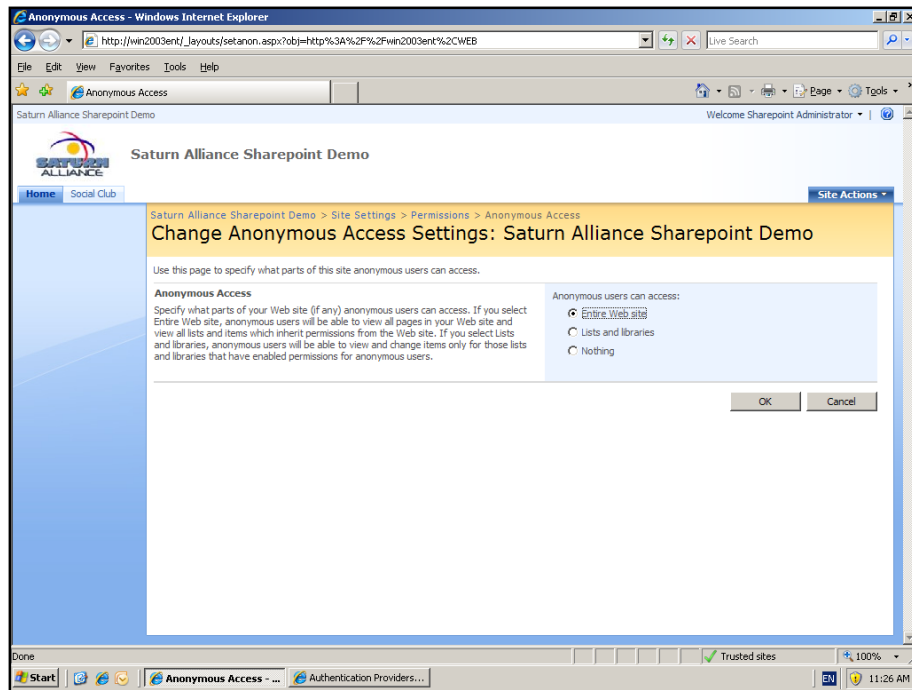 Anonymous Access - Windows Internet Explorer
http://win2003ent/_layouts/setanon.aspx?obj=http%3A%2F%2Fwin2003ent%2CWEB
Live Search
File Edit View Favorites Tools Help
Anonymous Access
Page Tools
Saturn Alliance Sharepoint Demo
Welcome Sharepoint Administrator
SATURN
ALLIANCE
Saturn Alliance Sharepoint Demo
Home Social Club
Site Actions
Saturn Alliance Sharepoint Demo > Site Settings > Permissions > Anonymous Access
Change Anonymous Access Settings: Saturn Alliance Sharepoint Demo
Use this page to specify what parts of this site anonymous users can access.
Anonymous Access
Specify what parts of your Web site (if any) anonymous users can access. If you select
Entire Web site, anonymous users will be able to view all pages in your Web site and
view all lists and items which inherit permissions from the Web site. If you select Lists
and libraries, anonymous users will be able to view and change items only for those lists
and libraries that have enabled permissions for anonymous users.
Anonymous users can access:
Entire Web site
Lists and libraries
Nothing
OK Cancel
Done
Trusted sites
100%
Start
Anonymous Access - ...
Authentication Providers...
EN
11:26 AM